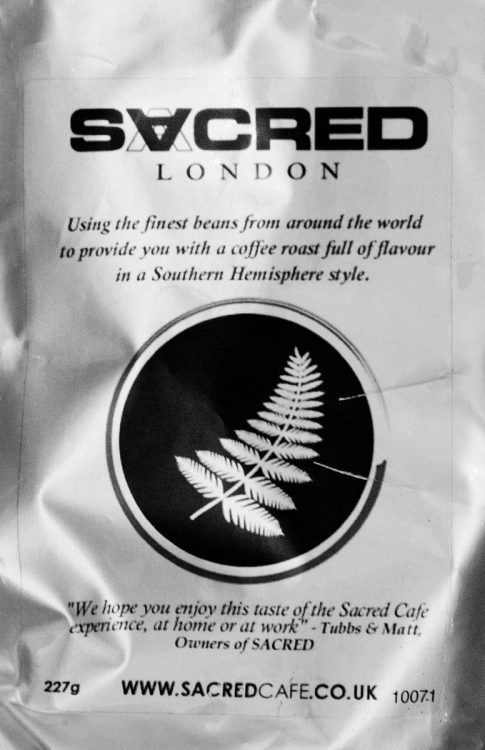 SACRED
LONDON
Using the finest beans from around the world
to provide you with a coffee roast full of flavour
in a Southern Hemisphere style.
"We hope you enjoy this taste of the Sacred Cafe
experience, at home or at work" - Tubbs & Matt,
Owners of SACRED
227g WWW.SACREDCAFE.CO.UK 10071